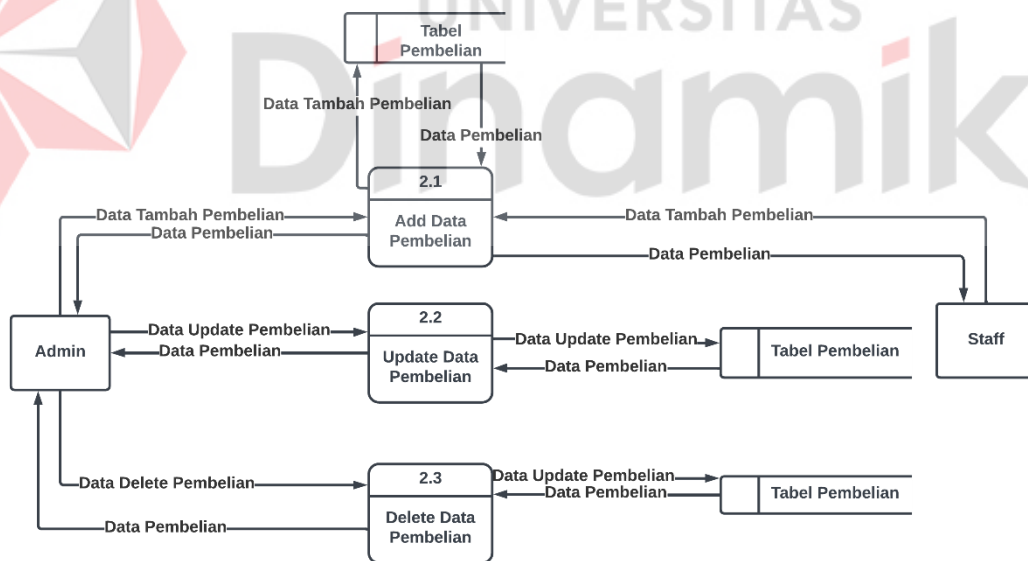 UNIVERSITAS
Dinamik
Tabel
Pembelian
Data Tambah Pembelian
Data Pembelian
2.1
Add Data
Pembelian
Data Tambah Pembelian
Data Pembelian
Data Tambah Pembelian
Data Pembelian
Admin
Data Update Pembelian
Data Pembelian
2.2
Update Data
Pembelian
Data Update Pembelian
Data Pembelian
Tabel Pembelian
Staff
Data Delete Pembelian
Data Pembelian
2.3
Delete Data
Pembelian
Data Update Pembelian
Data Pembelian
Tabel Pembelian